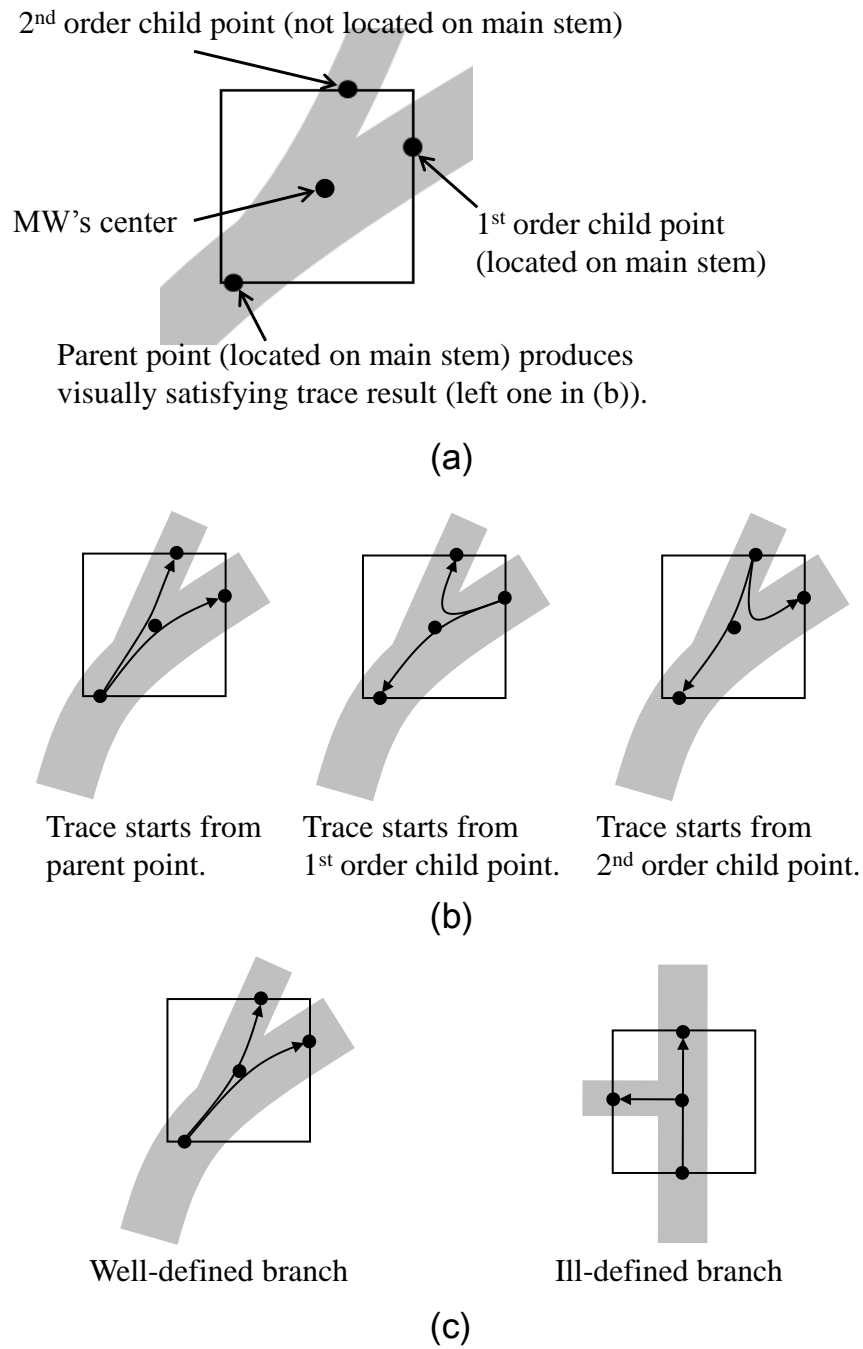 2nd order child point (not located on main stem)
MW's center
1st order child point
(located on main stem)
Parent point (located on main stem) produces
visually satisfying trace result (left one in (b)).
(a)
Trace starts from
parent point.
Trace starts from
1st order child point.
Trace starts from
2nd order child point.
(b)
Well-defined branch
Ill-defined branch
(c)